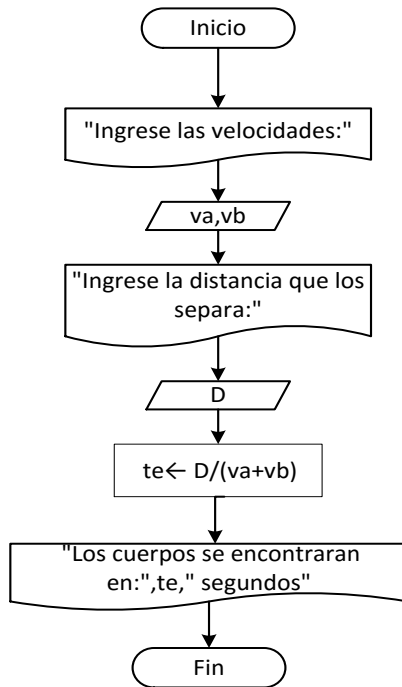 Inicio
"Ingrese las velocidades:"
va,vb
"Ingrese la distancia que los
separa:"
D
te← D/(va+vb)
"Los cuerpos se encontraran
en:",te," segundos"
Fin